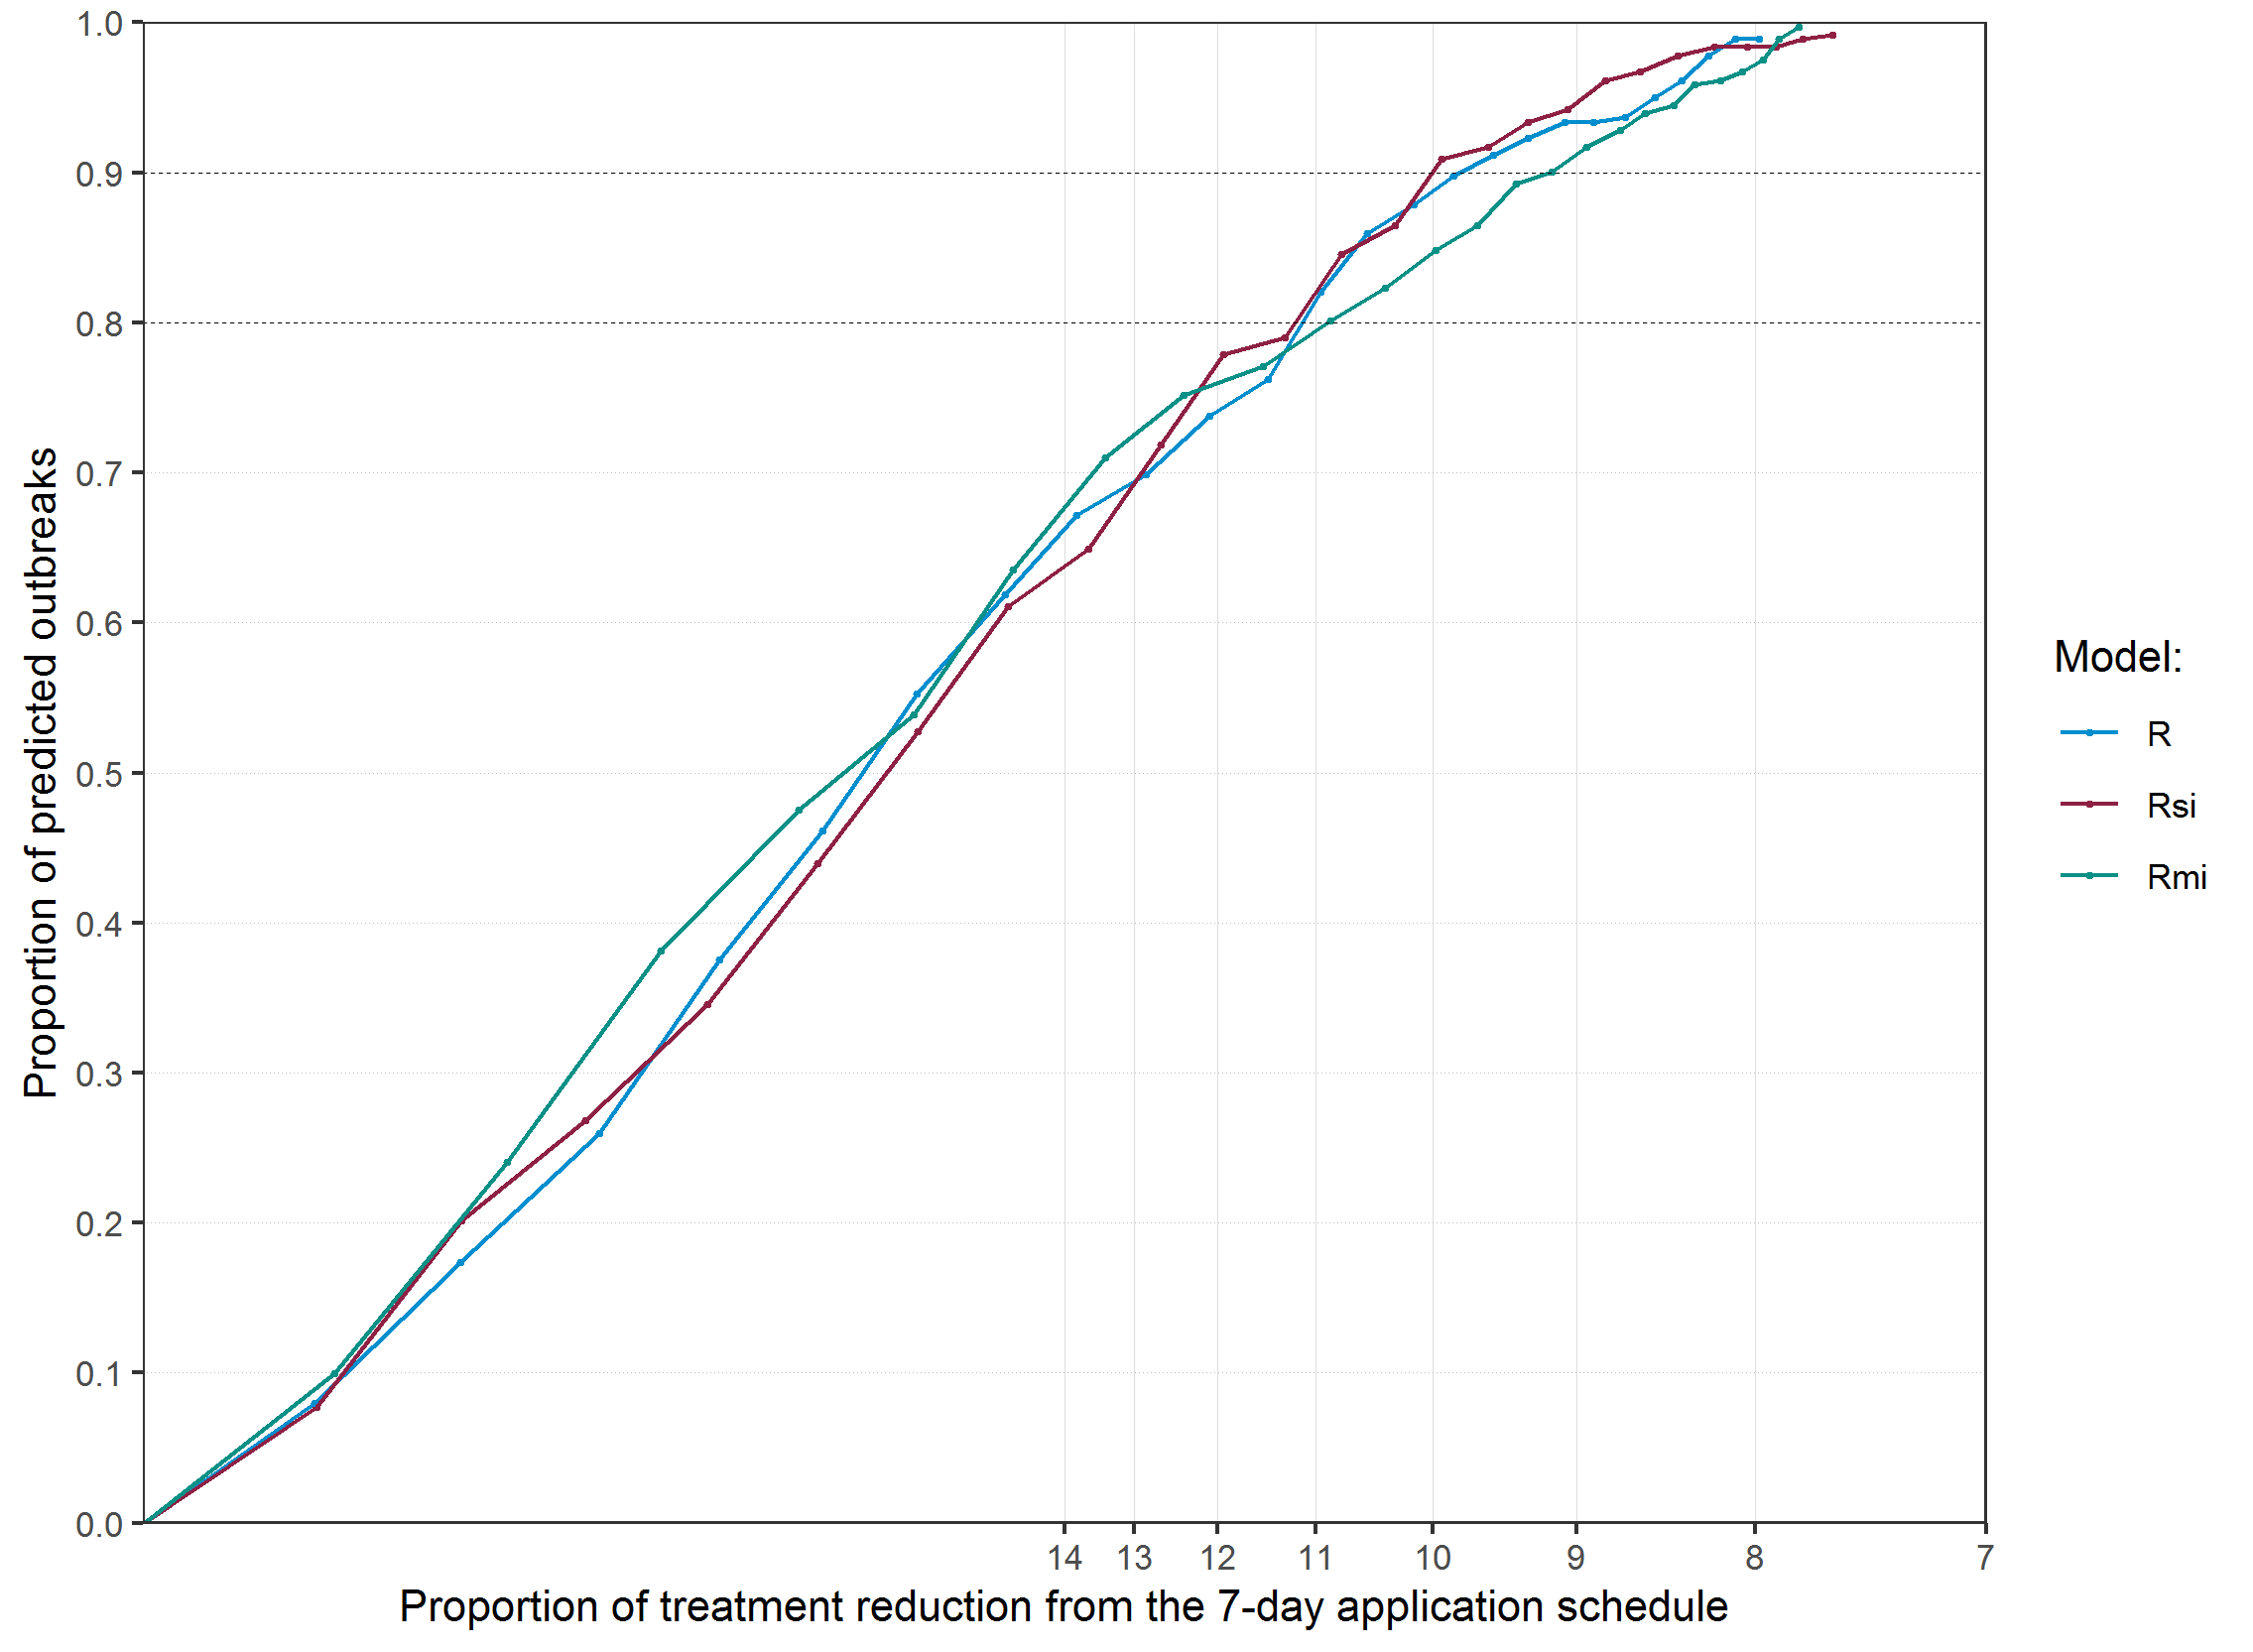 1.0
0.9
0.8
0.7
0.6
0.5
0.4
0.3
0.2
0.1
0.0
Proportion of predicted outbreaks
14 13 12 11 10 9 8 7
Proportion of treatment reduction from the 7-day application schedule
Model:
R
Rsi
Rmi